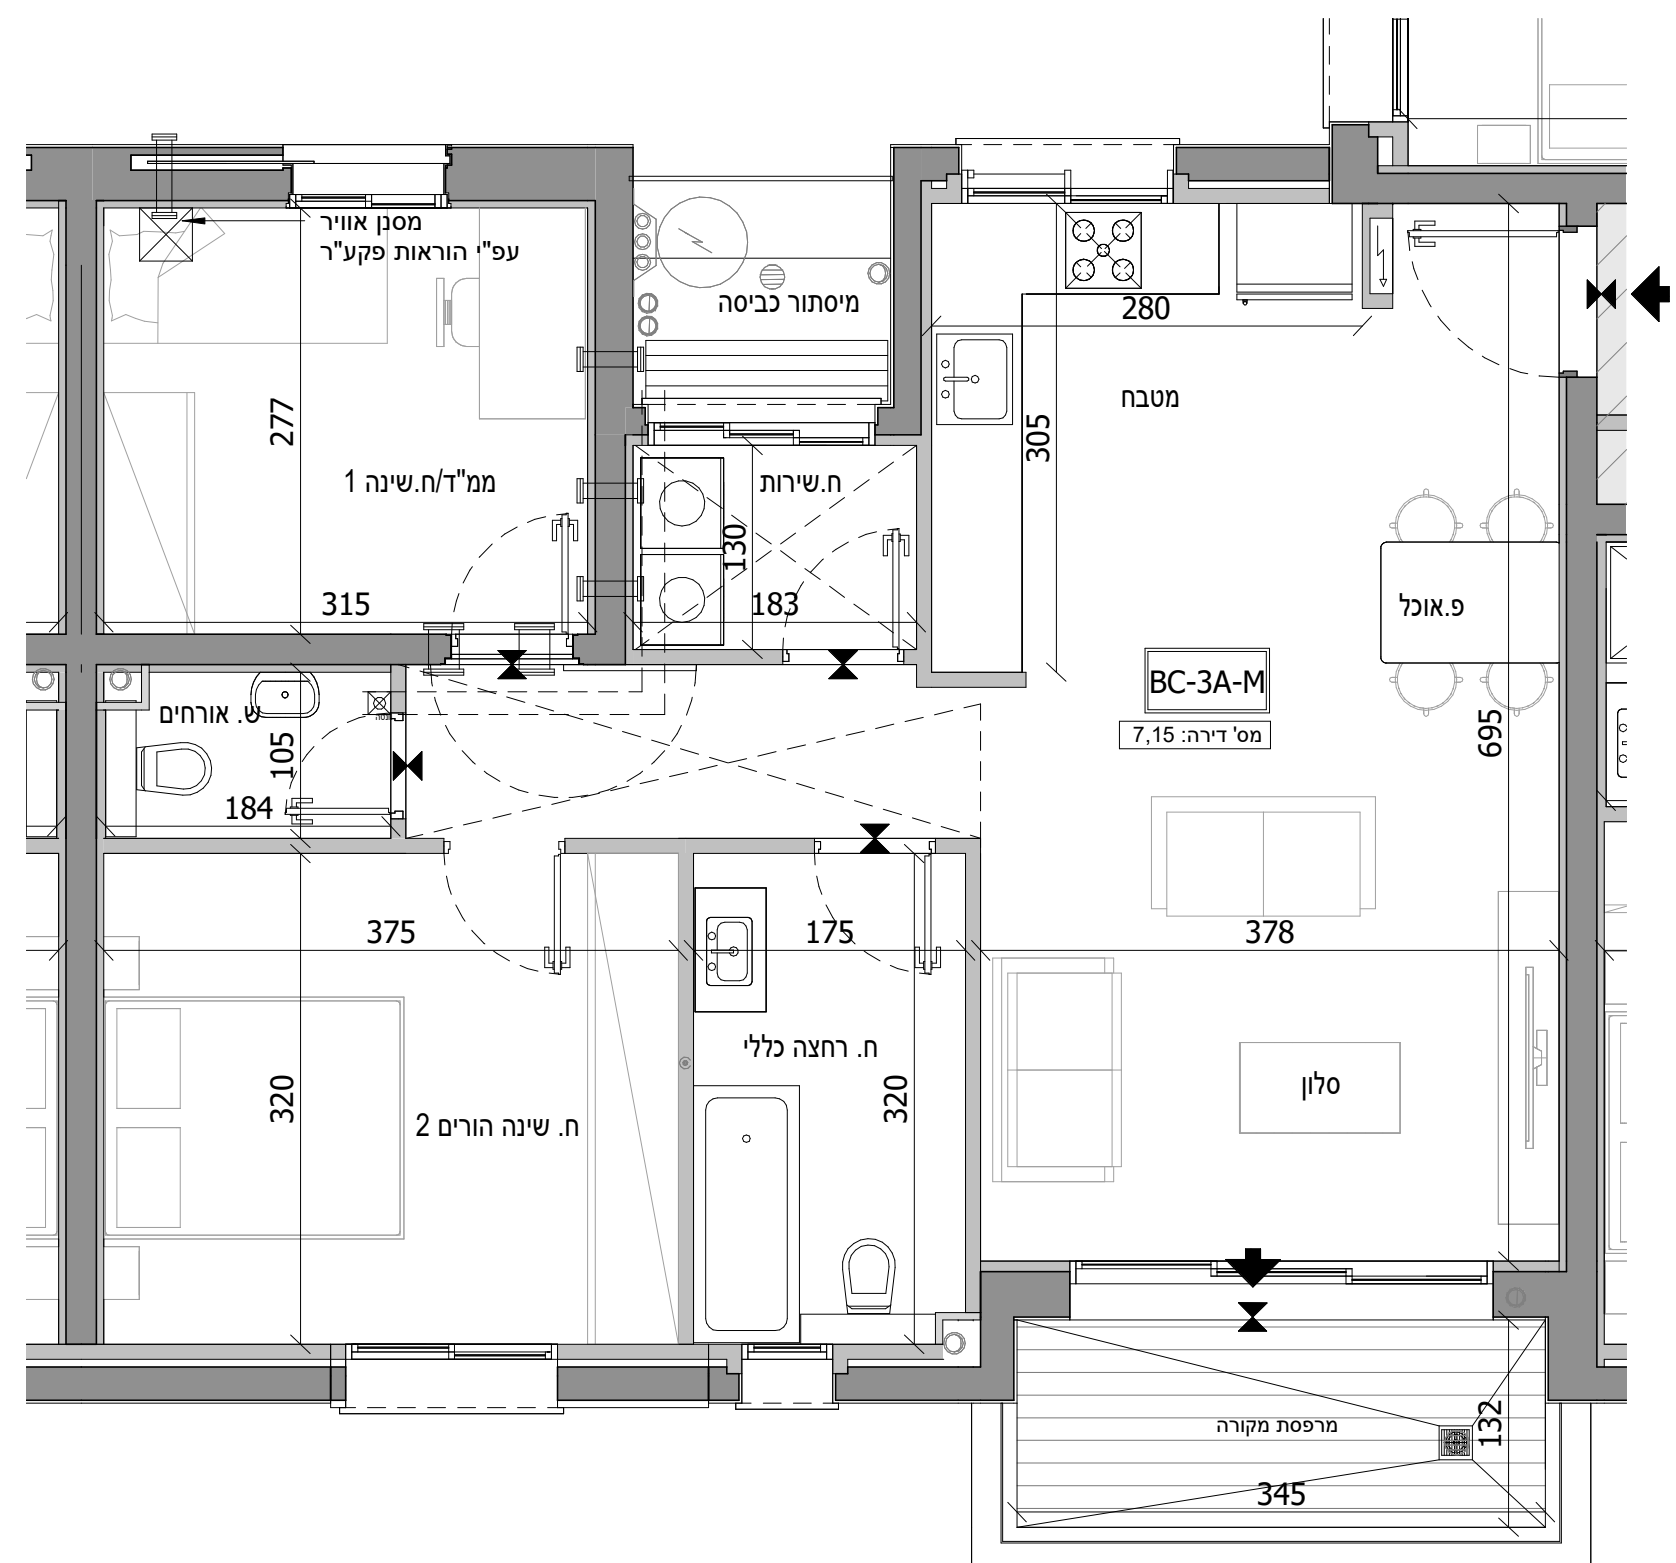 מסנן אוויר
עפ"י הוראות פקע"ר
מיסתור כביסה
280
מטבח
277
305
ממ"ד/ח.שינה 1
ח.שירות
130
315
183
פ.אוכל
BC-3A-M
מס' דירה: 7,15
695
ש. אורחים
105
184
375
175
378
ח. רחצה כללי
סלון
320
320
ח. שינה הורים 2
מרפסת מקורה
132
345